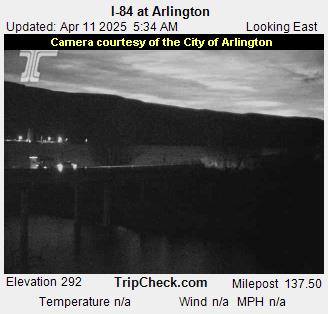 I-84 at Arlington
Updated: Apr 11 2025 5:34 AM Looking East
Camera courtesy of the City of Arlington
Elevation 292 TripCheck.com Milepost 137.50
Temperature n/a Wind n/a MPH n/a